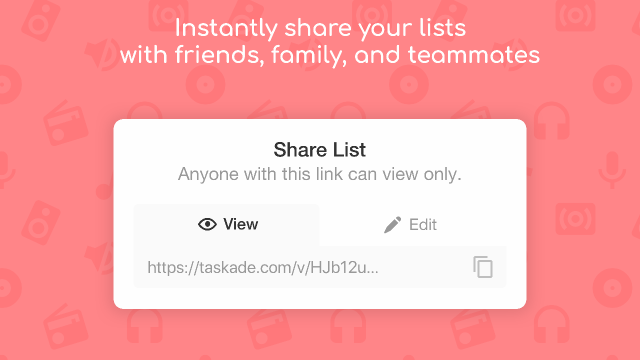 Instantly share your lists
with friends, family, and teammates
Share List
Anyone with this link can view only.
View
Edit
https://taskade.com/v/HJb12u...